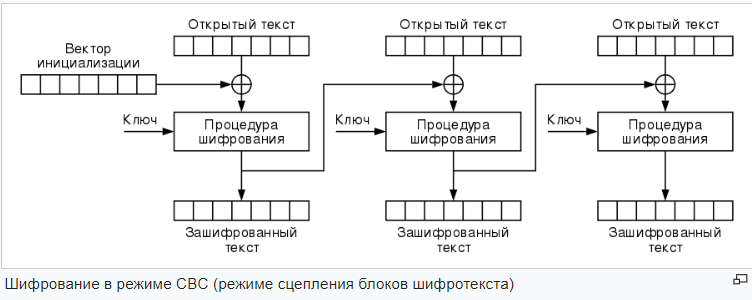 Открытый текст
Открытый текст
Открытый текст
Вектор
инициализации
Ключ
Процедура
шифрования
Ключ
Процедура
шифрования
Ключ
Процедура
шифрования
Зашифрованный
текст
Зашифрованный
текст
Зашифрованный
текст
Шифрование в режиме CBC (режиме сцепления блоков шифротекста)